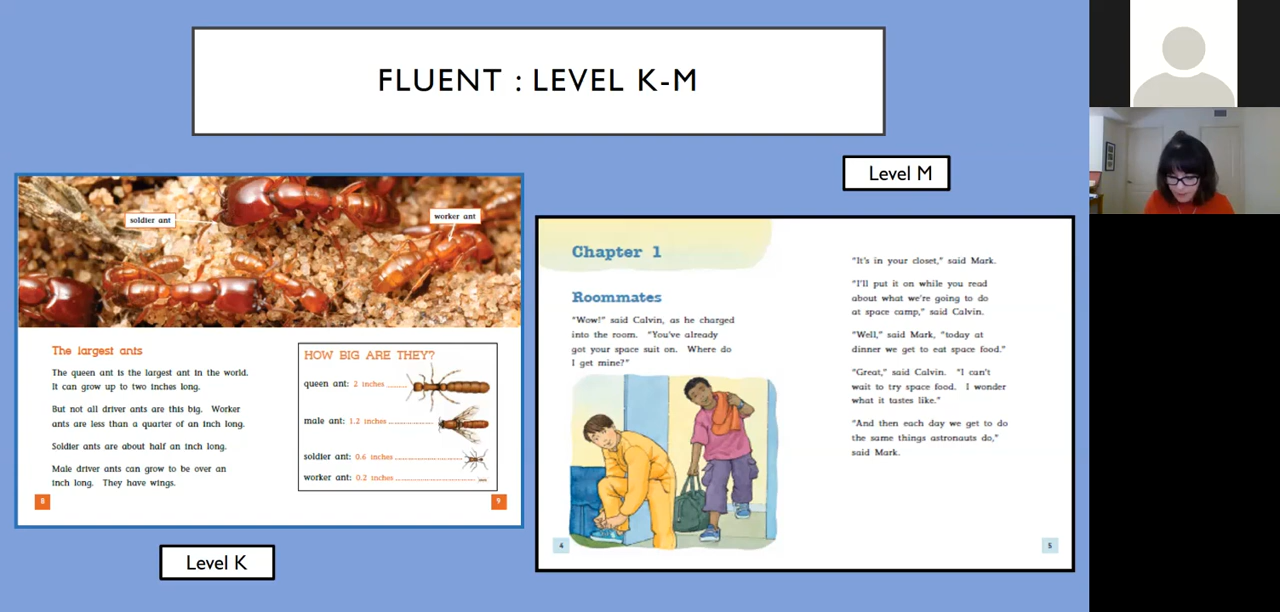 FLUENT : LEVEL K-M
Level M
soldier ant
worker ant
The largest ants
The queen ant is the largest ant in the world.
It can grow up to two inches long.
But not all driver ants are this big. Worker
ants are less than a quarter of an inch long.
Soldier ants are about half an inch long.
Male driver ants can grow to be over an
inch long. They have wings.
8
HOW BIG ARE THEY?
queen ant: 2 inches
male ant: 1.2 inches
soldier ant: 0.6 inches
worker ant: 0.2 inches
9
Level K
Chapter 1
Roommates
"Wow!" said Calvin, as he charged
into the room. "You've already
got your space suit on. Where do
I get mine?"
4
"It's in your closet," said Mark.
"I'll put it on while you read
about what we're going to do
at space camp," said Calvin.
"Well," said Mark, "today at
dinner we get to eat space food."
"Great," said Calvin. "I can't
wait to try space food. I wonder
what it tastes like."
"And then each day we get to do
the same things astronauts do,"
said Mark.
5